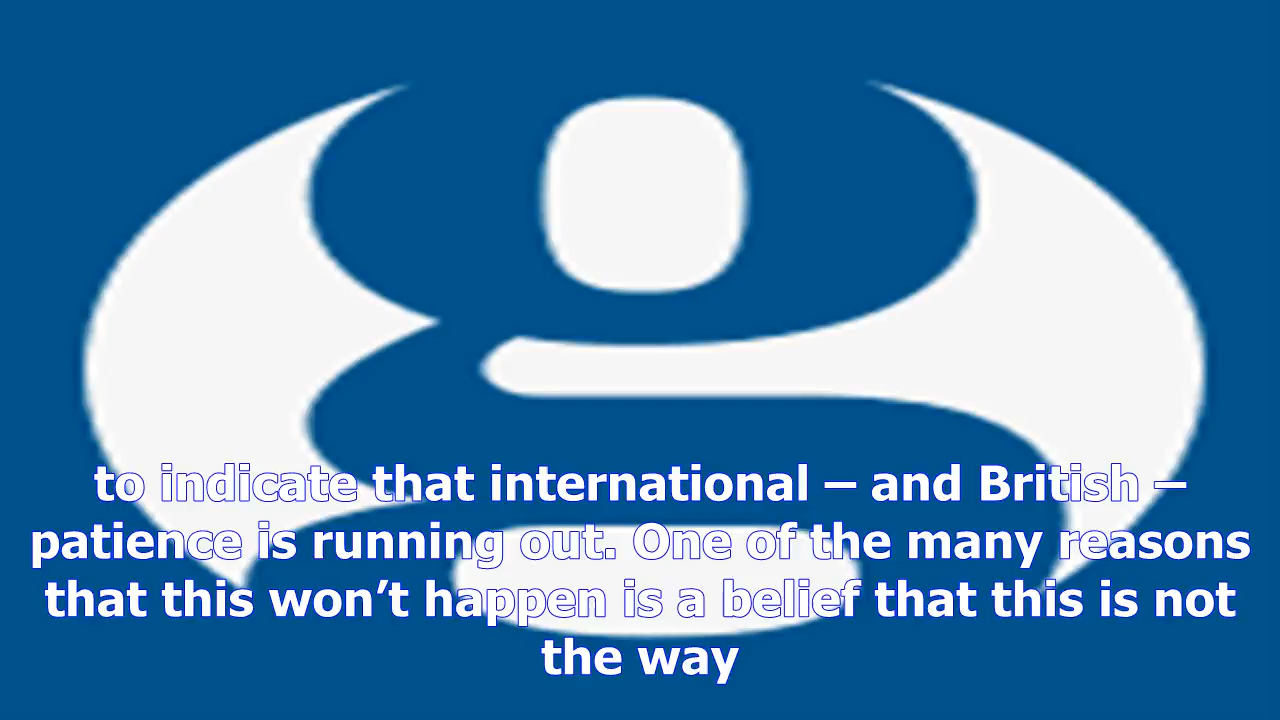 to indicate that international – and British –
patience is running out. One of the many reasons
that this won’t happen is a belief that this is not
the way